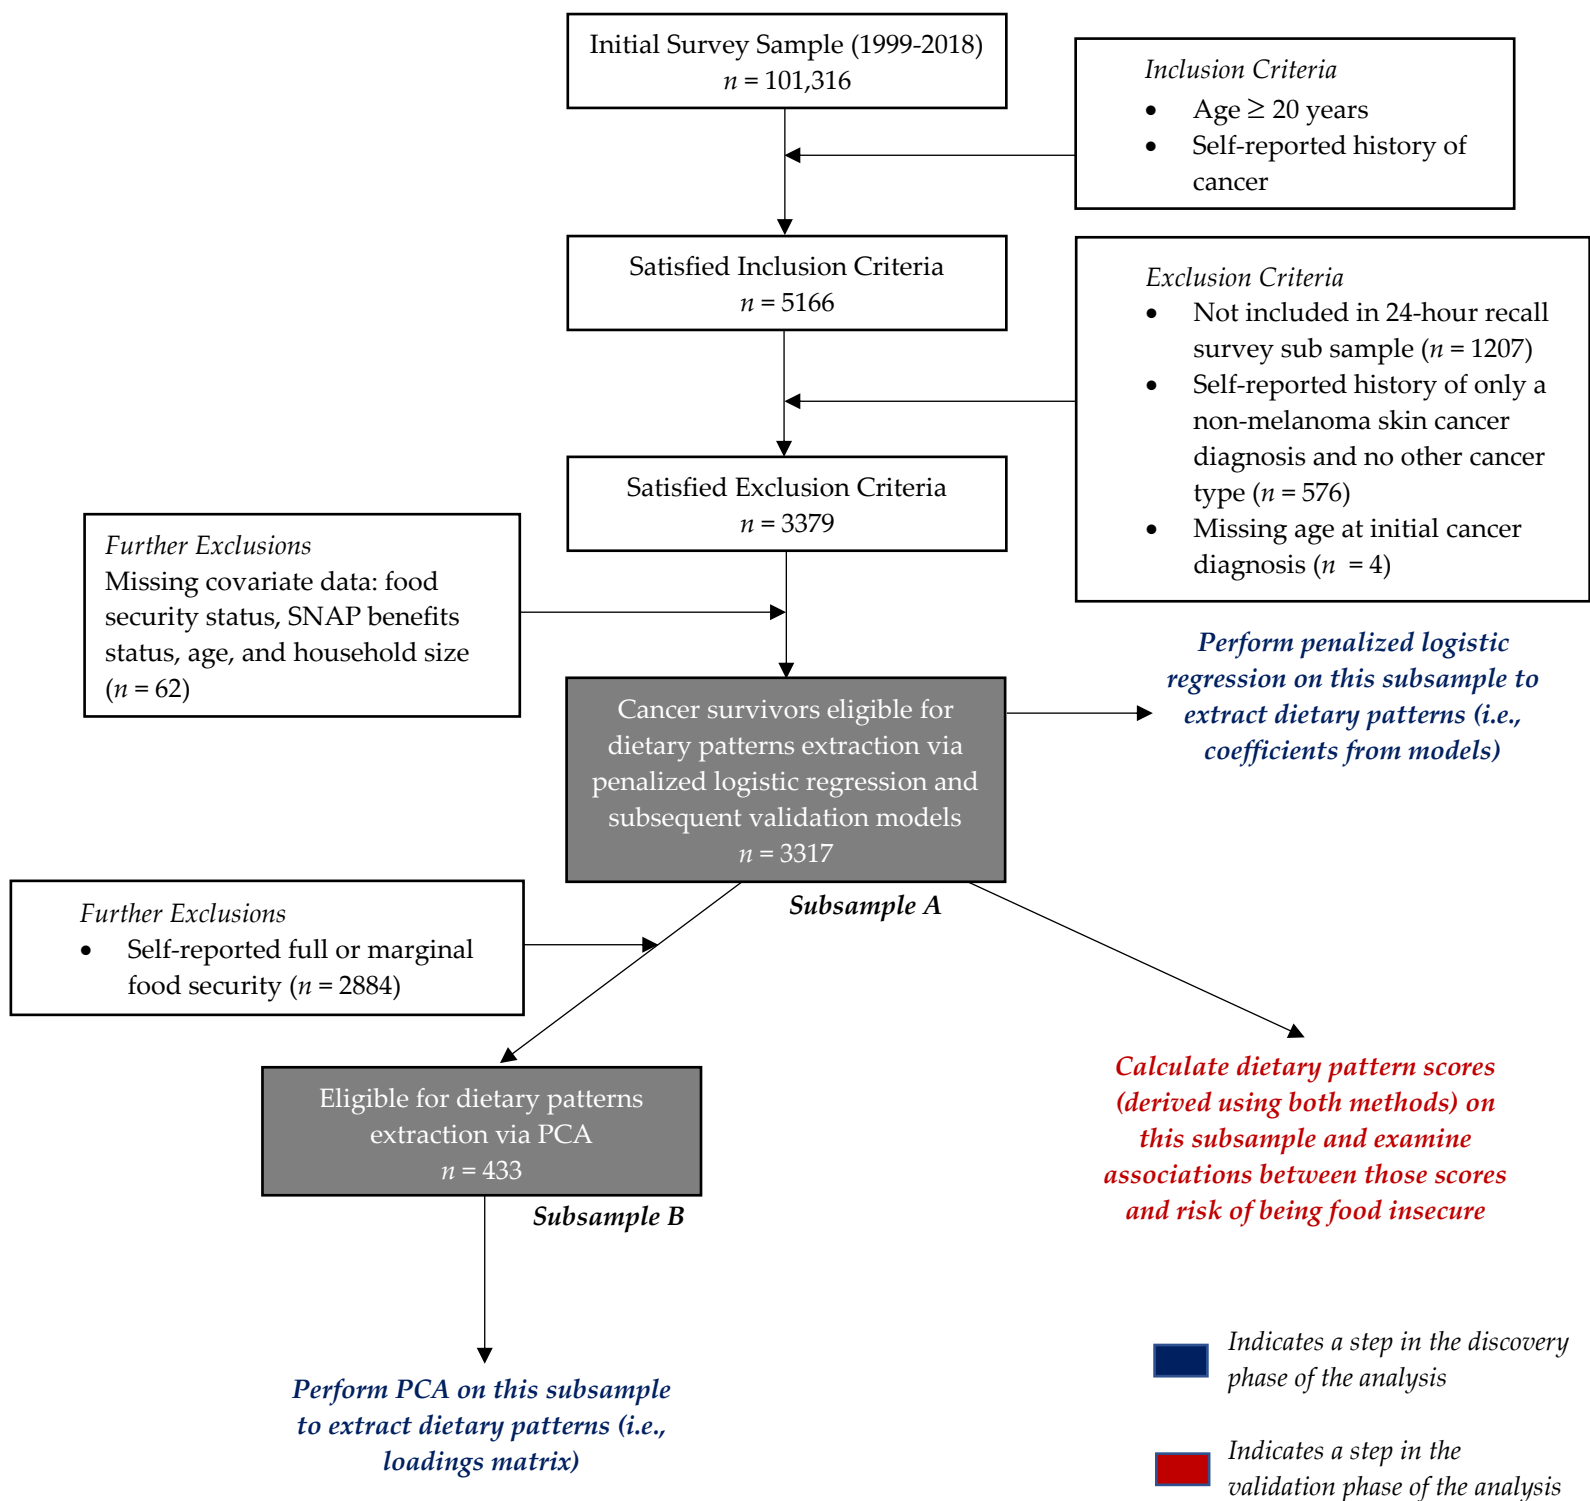 Initial Survey Sample (1999-2018)
n = 101,316
Inclusion Criteria
• Age ≥ 20 years
• Self-reported history of
cancer
Satisfied Inclusion Criteria
n = 5166
Exclusion Criteria
• Not included in 24-hour recall
survey sub sample (n = 1207)
• Self-reported history of only a
non-melanoma skin cancer
diagnosis and no other cancer
type (n = 576)
• Missing age at initial cancer
diagnosis (n = 4)
Satisfied Exclusion Criteria
n = 3379
Further Exclusions
Missing covariate data: food
security status, SNAP benefits
status, age, and household size
(n = 62)
Cancer survivors eligible for
dietary patterns extraction via
penalized logistic regression and
subsequent validation models
n = 3317
Subsample A
Perform penalized logistic
regression on this subsample to
extract dietary patterns (i.e.,
coefficients from models)
Further Exclusions
• Self-reported full or marginal
food security (n = 2884)
Eligible for dietary patterns
extraction via PCA
n = 433
Subsample B
Calculate dietary pattern scores
(derived using both methods) on
this subsample and examine
associations between those scores
and risk of being food insecure
Perform PCA on this subsample
to extract dietary patterns (i.e.,
loadings matrix)
Indicates a step in the discovery
phase of the analysis
Indicates a step in the
validation phase of the analysis